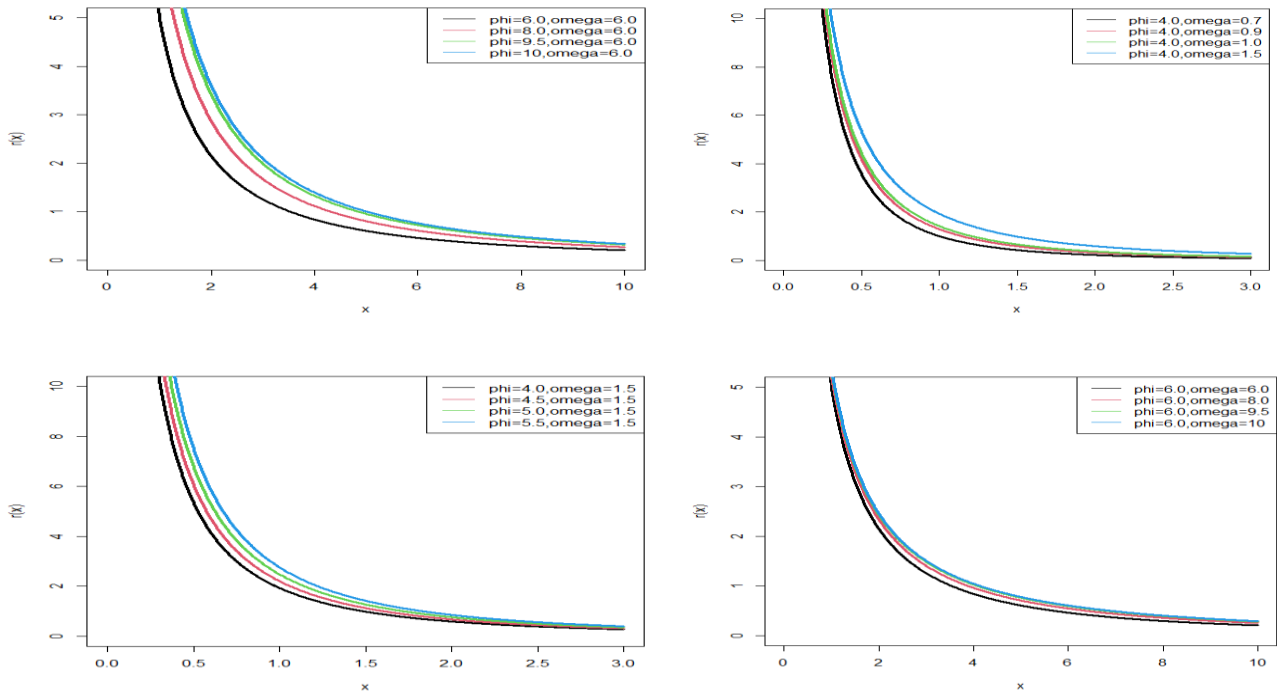 phi=6.0,omega=6.0
phi=8.0,omega=6.0
phi=9.5,omega=6.0
phi=10,omega=6.0
r(x)
5
4
3
2
1
0
0 2 4 6 8 10
x
phi=4.0,omega=0.7
phi=4.0,omega=0.9
phi=4.0,omega=1.0
phi=4.0,omega=1.5
r(x)
10
8
6
4
2
0
0.0 0.5 1.0 1.5 2.0 2.5 3.0
x
phi=4.0,omega=1.5
phi=4.5,omega=1.5
phi=5.0,omega=1.5
phi=5.5,omega=1.5
r(x)
10
8
6
4
2
0
0.0 0.5 1.0 1.5 2.0 2.5 3.0
x
phi=6.0,omega=6.0
phi=6.0,omega=8.0
phi=6.0,omega=9.5
phi=6.0,omega=10
r(x)
5
4
3
2
1
0
0 2 4 6 8 10
x